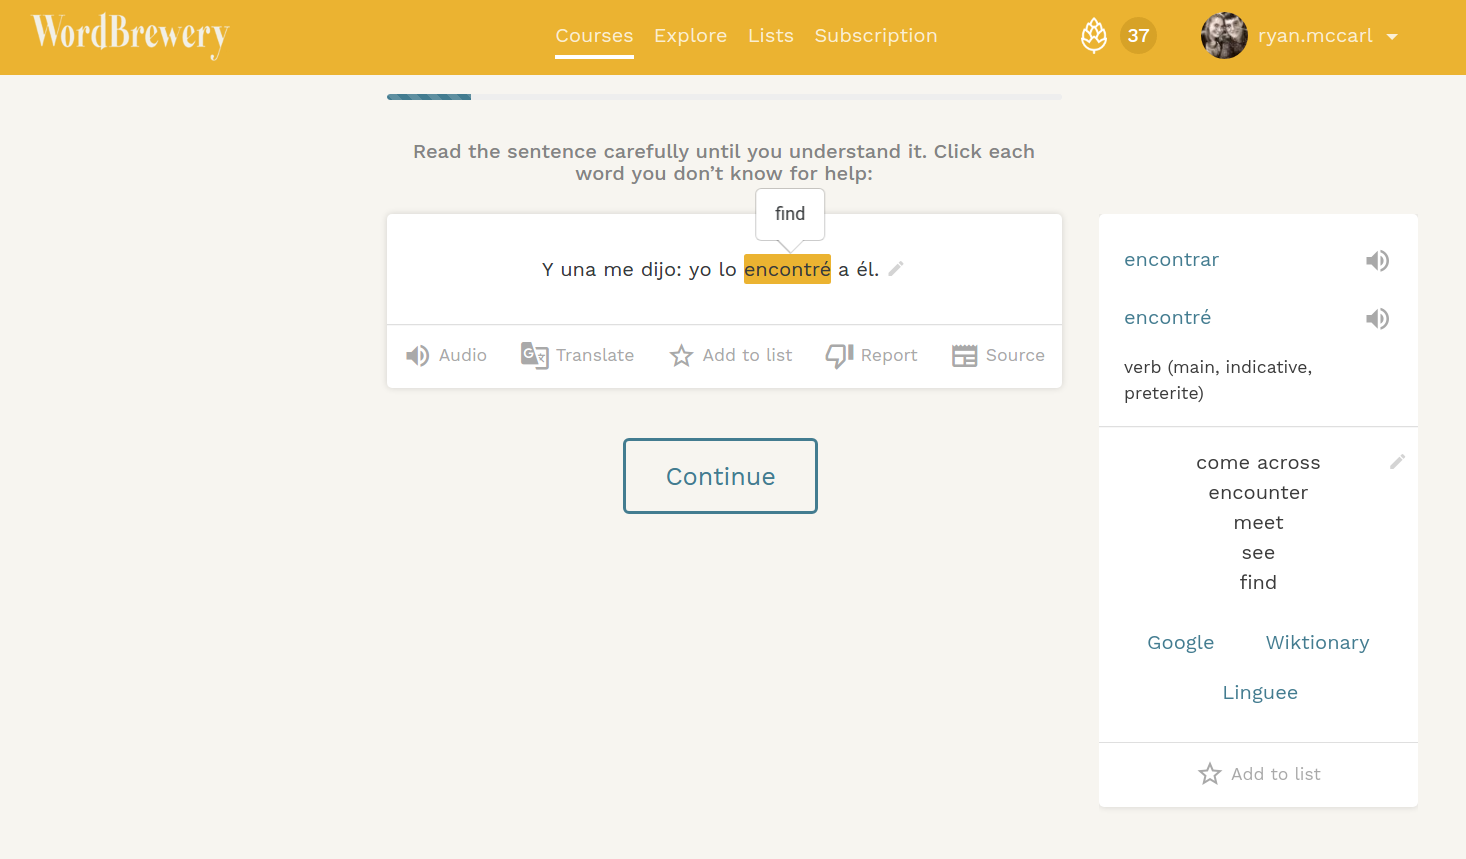 WordBrewery
Courses Explore Lists Subscription
37
ryan.mccarl
Read the sentence carefully until you understand it. Click each
word you don’t know for help:
find
Y una me dijo: yo lo encontré a él.
Audio Translate Add to list Report Source
Continue
encontrar
encontré
verb (main, indicative,
preterite)
come across
encounter
meet
see
find
Google Wiktionary
Linguee
Add to list